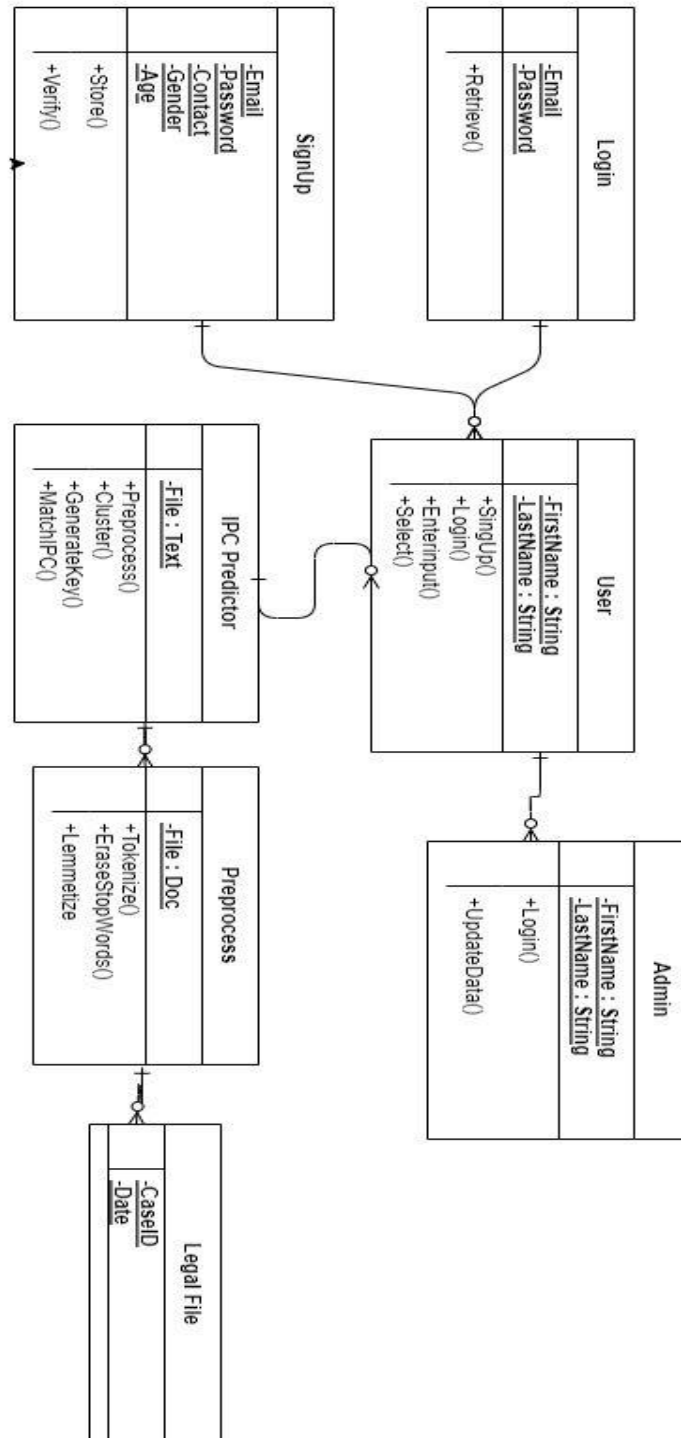 Login
-Email
-Password
+Retrieve()
SignUp
-Email
-Password
-Contact
-Gender
-Age
+Store()
+Verify()
User
-FirstName : String
-LastName : String
+SingUp()
+Login()
+Enterinput()
+Select()
IPC Predictor
-File : Text
+Preprocess()
+Cluster()
+GenerateKey()
+MatchIPC()
Admin
-FirstName : String
-LastName : String
+Login()
+UpdateData()
Preprocess
-File : Doc
+Tokenize()
+EraseStopWords()
+Lemmetize
Legal File
-CaseID
-Date